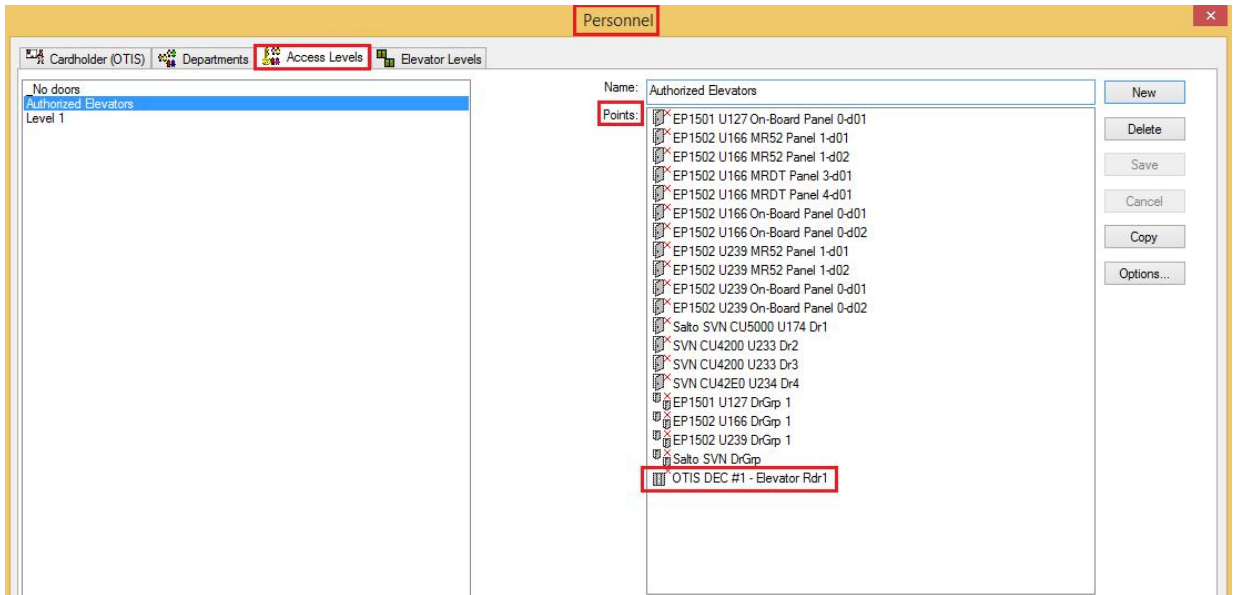 Personnel
Cardholder (OTIS) Departments Access Levels Elevator Levels
_No doors
Authorized Elevators
Level 1
Name: Authorized Elevators
Points:
EP1501 U127 On-Board Panel 0-d01
EP1502 U166 MR52 Panel 1-d01
EP1502 U166 MR52 Panel 1-d02
EP1502 U166 MRDT Panel 3-d01
EP1502 U166 MRDT Panel 4-d01
EP1502 U166 On-Board Panel 0-d01
EP1502 U166 On-Board Panel 0-d02
EP1502 U239 MR52 Panel 1-d01
EP1502 U239 MR52 Panel 1-d02
EP1502 U239 On-Board Panel 0-d01
EP1502 U239 On-Board Panel 0-d02
Salto SVN CU5000 U174 Dr1
SVN CU4200 U233 Dr2
SVN CU4200 U233 Dr3
SVN CU42E0 U234 Dr4
EP1501 U127 DrGrp 1
EP1502 U166 DrGrp 1
EP1502 U239 DrGrp 1
Salto SVN DrGrp
OTIS DEC #1 - Elevator Rdr1
New
Delete
Save
Cancel
Copy
Options...